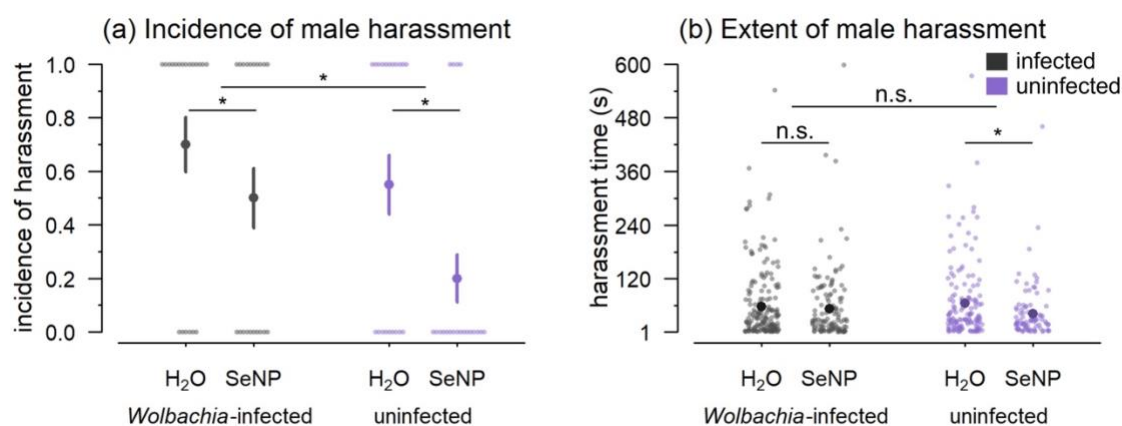 (a) Incidence of male harassment
incidence of harassment
1.0
0.8
0.6
0.4
0.2
0.0
*
*
*
H₂O SeNP H₂O SeNP
Wolbachia-infected uninfected
(b) Extent of male harassment
infected
uninfected
harassment time (s)
600
480
360
240
120
1
n.s.
n.s.
*
H₂O SeNP H₂O SeNP
Wolbachia-infected uninfected